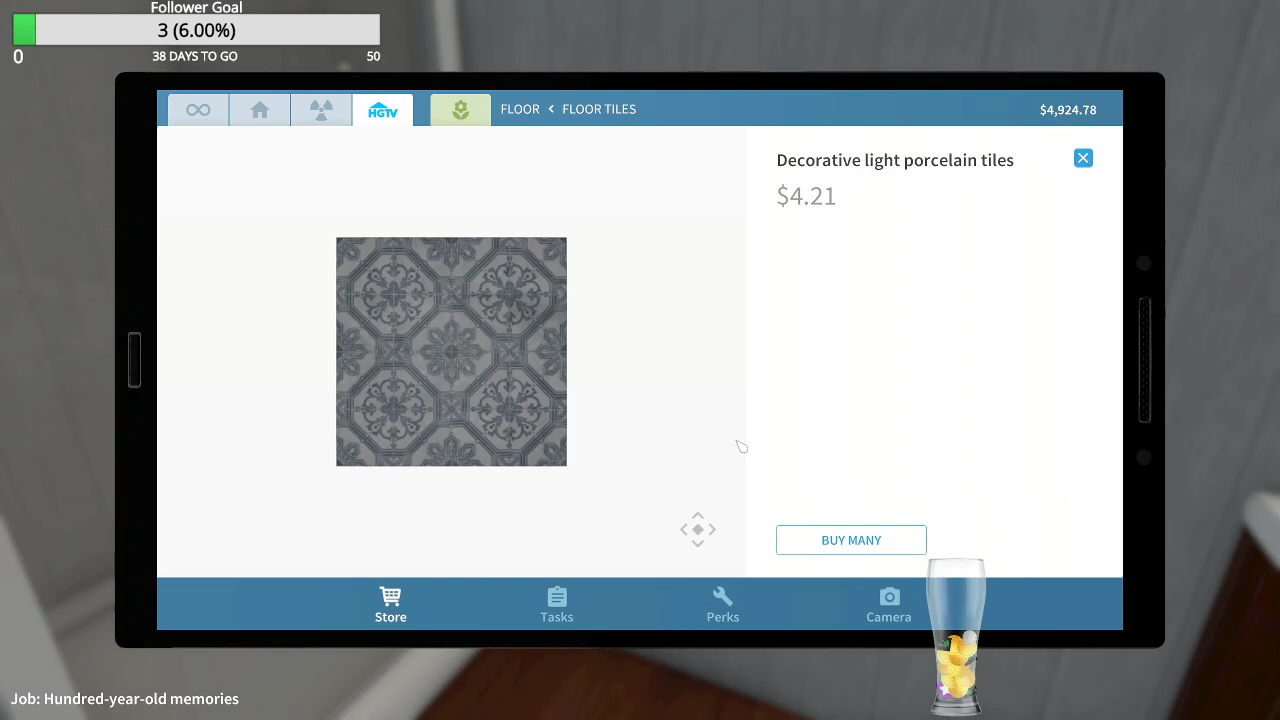 Follower Goal
3 (6.00%)
0
38 DAYS TO GO
50
HGTV
FLOOR < FLOOR TILES
$4,924.78
Decorative light porcelain tiles
$4.21
BUY MANY
Store
Tasks
Perks
Camera
Job: Hundred-year-old memories